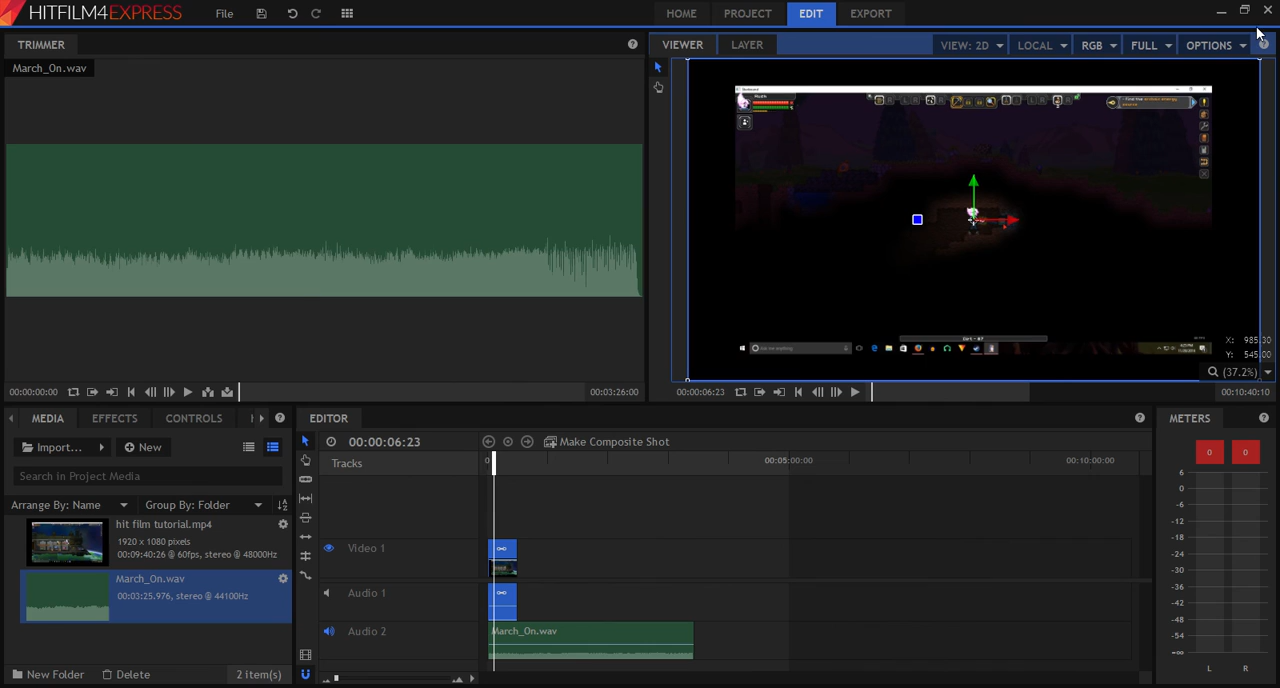 HITFILM4EXPRESS File HOME PROJECT EDIT EXPORT
TRIMMER VIEWER LAYER VIEW: 2D LOCAL RGB FULL OPTIONS
March_On.wav
X: 985.30
Y: 545.00
(37.2%)
00:00:00:00 00:03:26:00 00:00:06:23 00:10:40:10
MEDIA EFFECTS CONTROLS EDITOR METERS
Import... New 00:00:06:23 Make Composite Shot
Tracks 0 00:05:00:00 00:10:00:00
Search in Project Media
Arrange By: Name Group By: Folder
hit film tutorial.mp4
1920 x 1080 pixels
00:09:40:26 @ 60fps, stereo @ 48000Hz
March_On.wav
00:03:25.976, stereo @ 44100Hz
Video 1
Audio 1
Audio 2 March_On.wav
0 0
6
0
-6
-12
-18
-24
-30
-36
-42
-48
-54
-∞
L R
New Folder Delete 2 item(s)